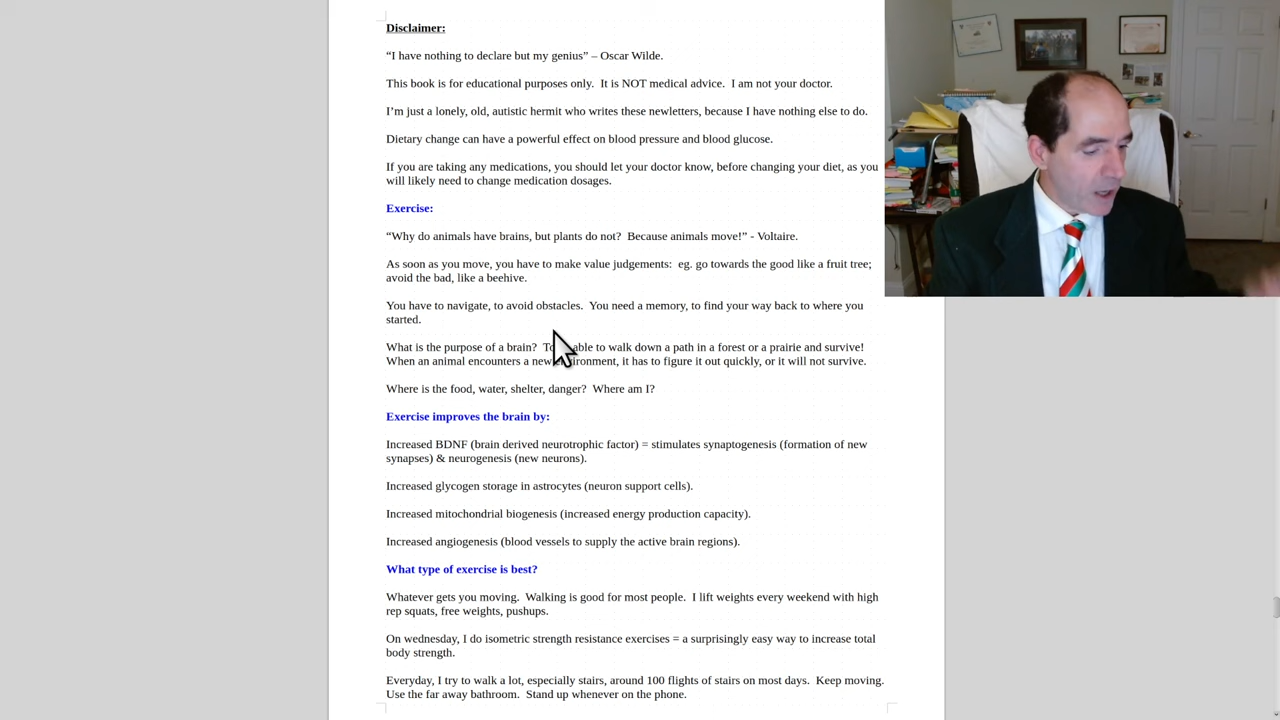 Disclaimer:
“I have nothing to declare but my genius” – Oscar Wilde.
This book is for educational purposes only.  It is NOT medical advice.  I am not your doctor.
I’m just a lonely, old, autistic hermit who writes these newletters, because I have nothing else to do.
Dietary change can have a powerful effect on blood pressure and blood glucose.
If you are taking any medications, you should let your doctor know, before changing your diet, as you
will likely need to change medication dosages.
Exercise:
“Why do animals have brains, but plants do not?  Because animals move!” - Voltaire.
As soon as you move, you have to make value judgements:  eg. go towards the good like a fruit tree;
avoid the bad, like a beehive.
You have to navigate, to avoid obstacles.  You need a memory, to find your way back to where you
started.
What is the purpose of a brain?  To able to walk down a path in a forest or a prairie and survive!
When an animal encounters a new environment, it has to figure it out quickly, or it will not survive.
Where is the food, water, shelter, danger?  Where am I?
Exercise improves the brain by:
Increased BDNF (brain derived neurotrophic factor) = stimulates synaptogenesis (formation of new
synapses) & neurogenesis (new neurons).
Increased glycogen storage in astrocytes (neuron support cells).
Increased mitochondrial biogenesis (increased energy production capacity).
Increased angiogenesis (blood vessels to supply the active brain regions).
What type of exercise is best?
Whatever gets you moving.  Walking is good for most people.  I lift weights every weekend with high
rep squats, free weights, pushups.
On wednesday, I do isometric strength resistance exercises = a surprisingly easy way to increase total
body strength.
Everyday, I try to walk a lot, especially stairs, around 100 flights of stairs on most days.  Keep moving.
Use the far away bathroom.  Stand up whenever on the phone.